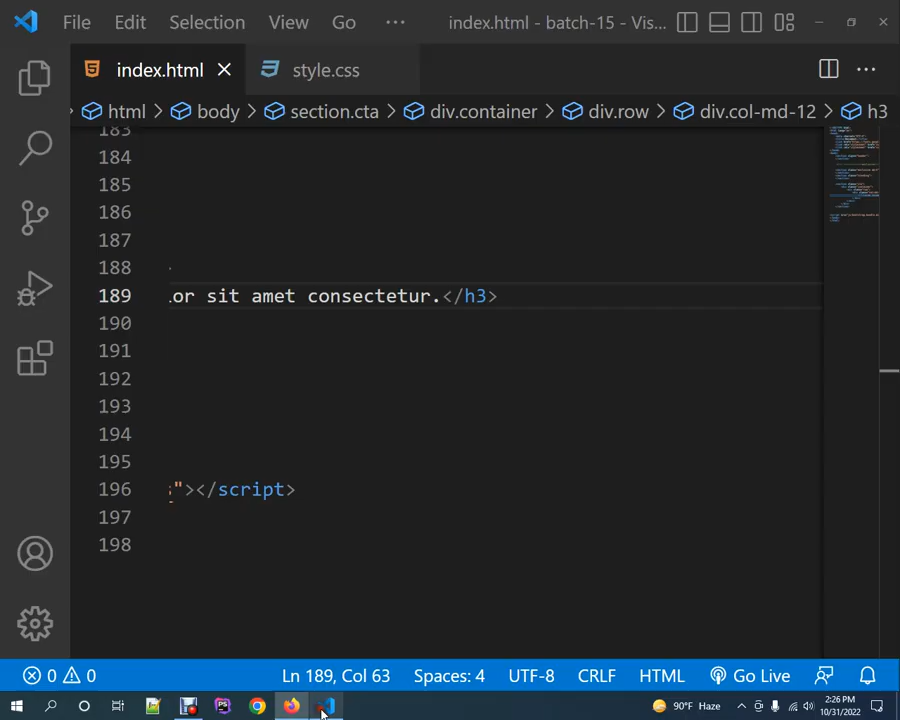 File Edit Selection View Go ··· index.html - batch-15 - Vis...
index.html style.css
html > body > section.cta > div.container > div.row > div.col-md-12 > h3
183
184
185
186
187
188 >
189 lor sit amet consectetur.</h3>
190
191
192
193
194
195
196 "></script>
197
198
0 0 Ln 189, Col 63 Spaces: 4 UTF-8 CRLF HTML Go Live
PS 90°F Haze 2:26 PM
10/31/2022